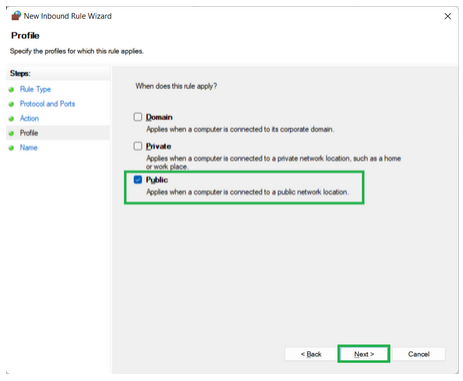 New Inbound Rule Wizard
Profile
Specify the profiles for which this rule applies.
Steps:
Rule Type
Protocol and Ports
Action
Profile
Name
When does this rule apply?
Domain
Applies when a computer is connected to its corporate domain.
Private
Applies when a computer is connected to a private network location, such as a home
or work place.
Public
Applies when a computer is connected to a public network location.
< Back
Next >
Cancel